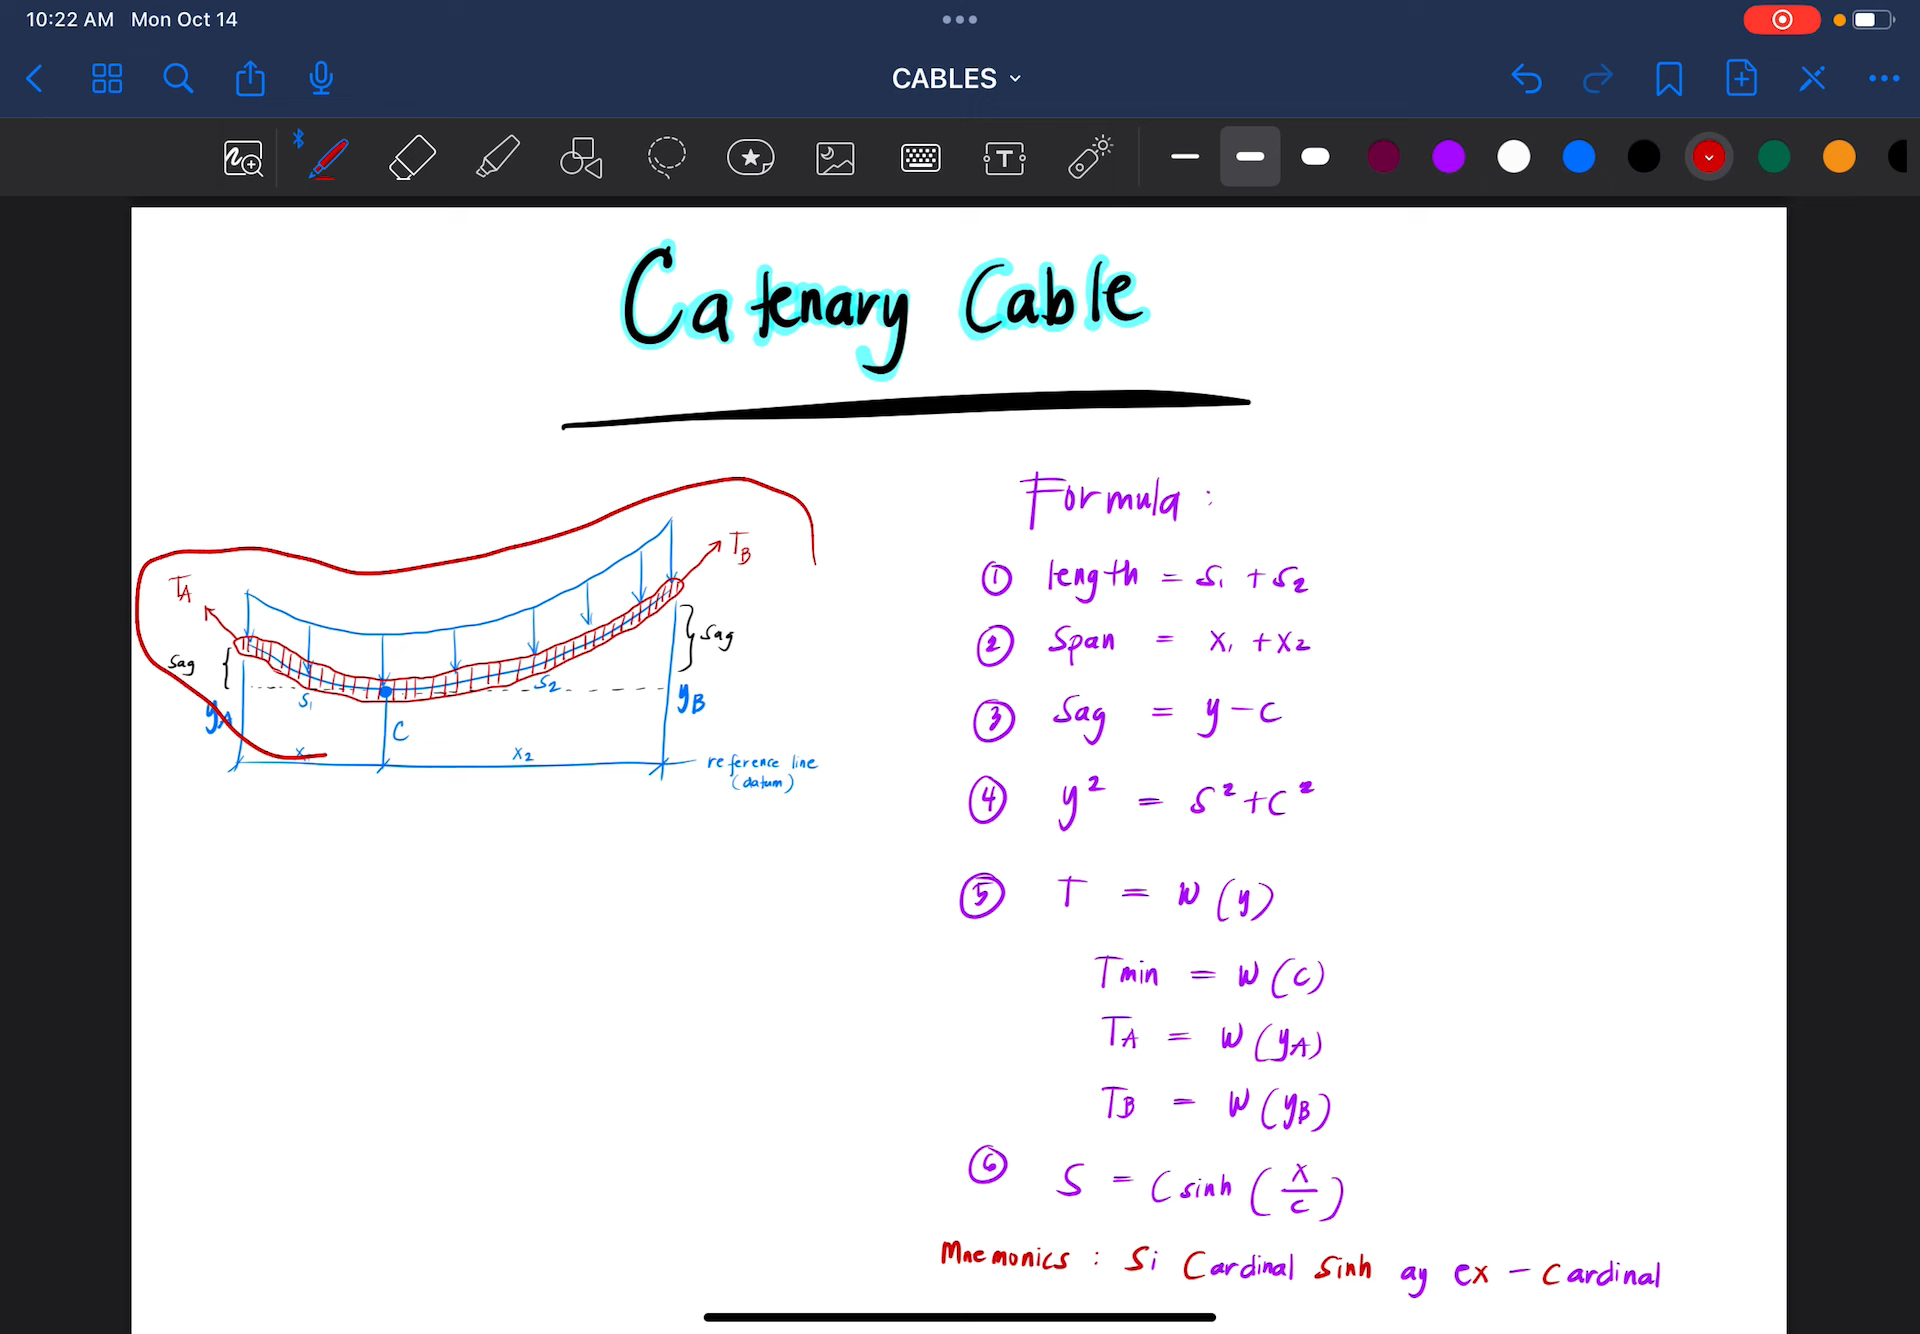 10:22 AM Mon Oct 14
CABLES
T
Catenary Cable
Formula :
① length = S₁ + S₂
② Span = X₁ + X₂
③ Sag = y - C
④ y² = S² + C²
⑤ T = W (y)
Tmin = W (C)
TA = W (yA)
TB = W (yB)
⑥ S = C sinh (X/C)
Mnemonics : Si Cardinal Sinh ay ex - Cardinal
TB
TA
Sag
Sag
S₁
S₂
yA
yB
C
X
X₂
reference line
(datum)